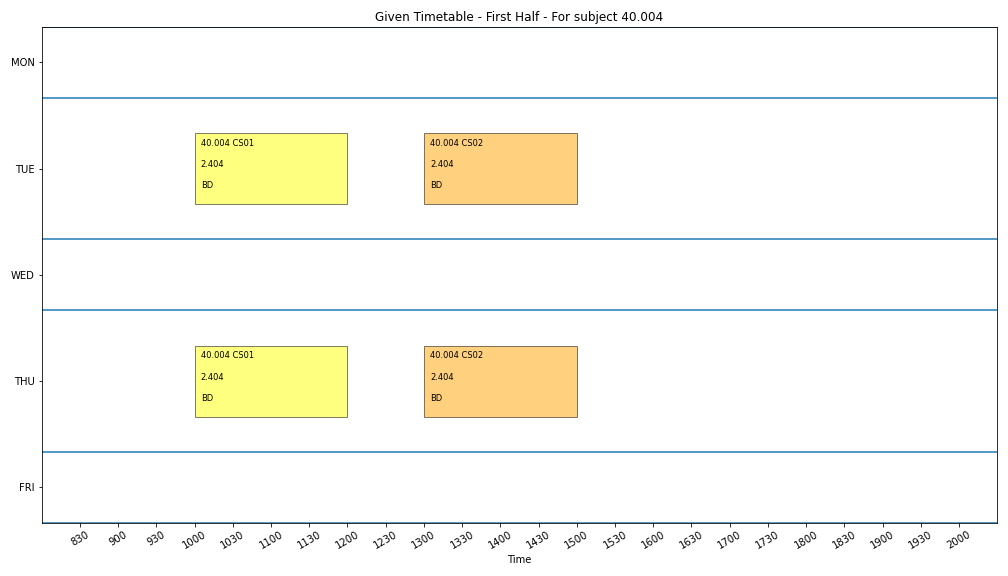 Given Timetable - First Half - For subject 40.004
MON
TUE
40.004 CS01
2.404
BD
40.004 CS02
2.404
BD
WED
THU
40.004 CS01
2.404
BD
40.004 CS02
2.404
BD
FRI
830 900 930 1000 1030 1100 1130 1200 1230 1300 1330 1400 1430 1500 1530 1600 1630 1700 1730 1800 1830 1900 1930 2000
Time